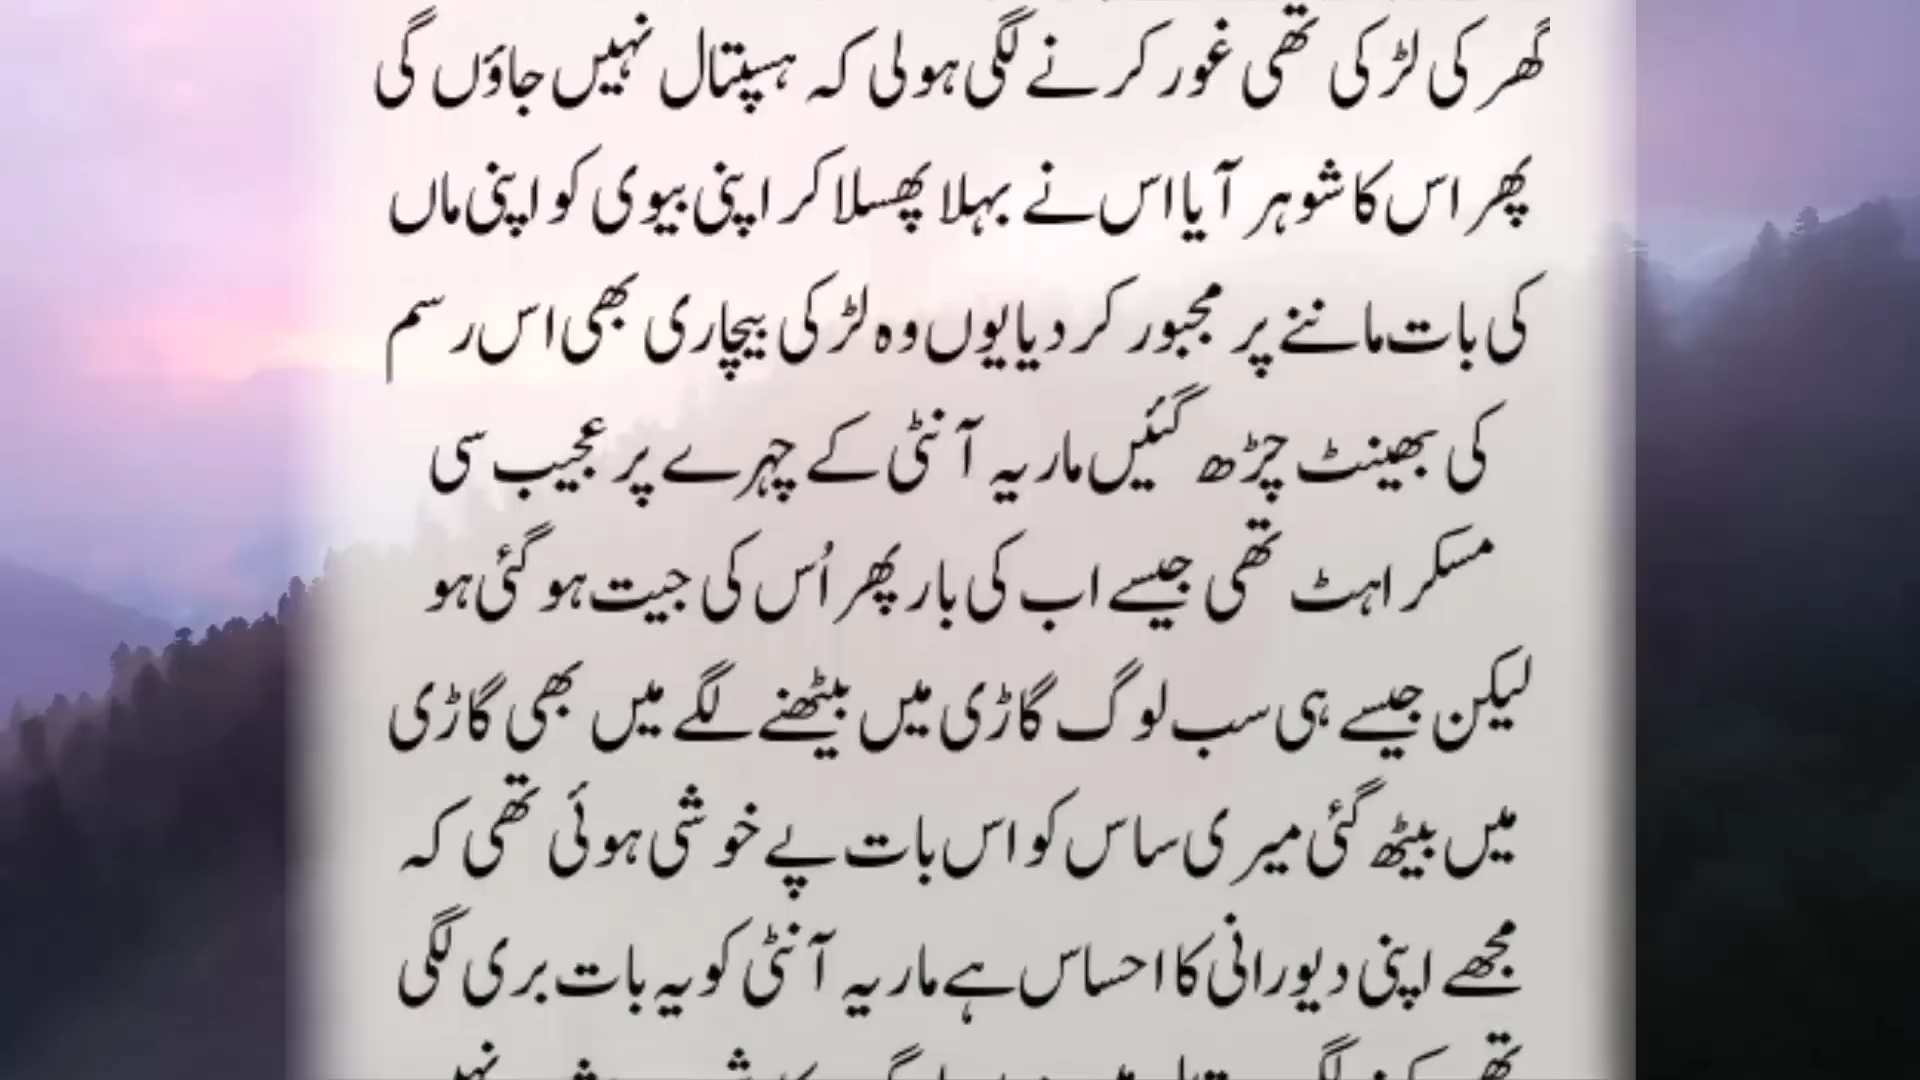 گھر کی لڑکی تھی غور کرنے لگی ہولی کہ ہسپتال نہیں جاؤں گی
پھر اس کا شوہر آیا اس نے بہلا پھسلا کر اپنی بیوی کو اپنی ماں
کی بات ماننے پر مجبور کر دیا یوں وہ لڑکی بیچاری بھی اس رسم
کی بھینٹ چڑھ گئیں ماریہ آنٹی کے چہرے پر عجیب سی
مسکراہٹ تھی جیسے اب کی بار پھر اُس کی جیت ہو گئی ہو
لیکن جیسے ہی سب لوگ گاڑی میں بیٹھنے لگے میں بھی گاڑی
میں بیٹھ گئی میری ساس کو اس بات پے خوشی ہوئی تھی کہ
مجھے اپنی دیورانی کا احساس ہے ماریہ آنٹی کو یہ بات بری لگی